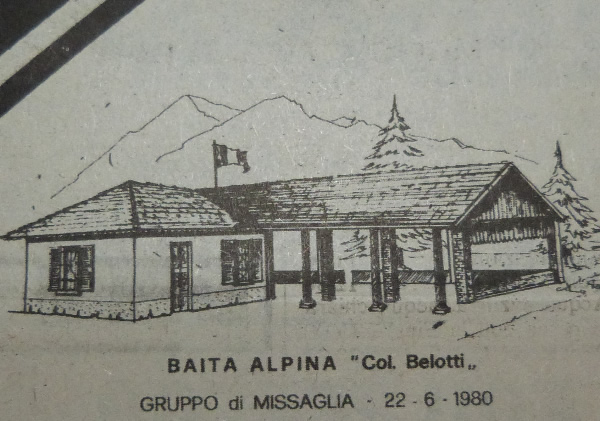 BAITA ALPINA "Col. Belotti„
GRUPPO di MISSAGLIA - 22 - 6 - 1980